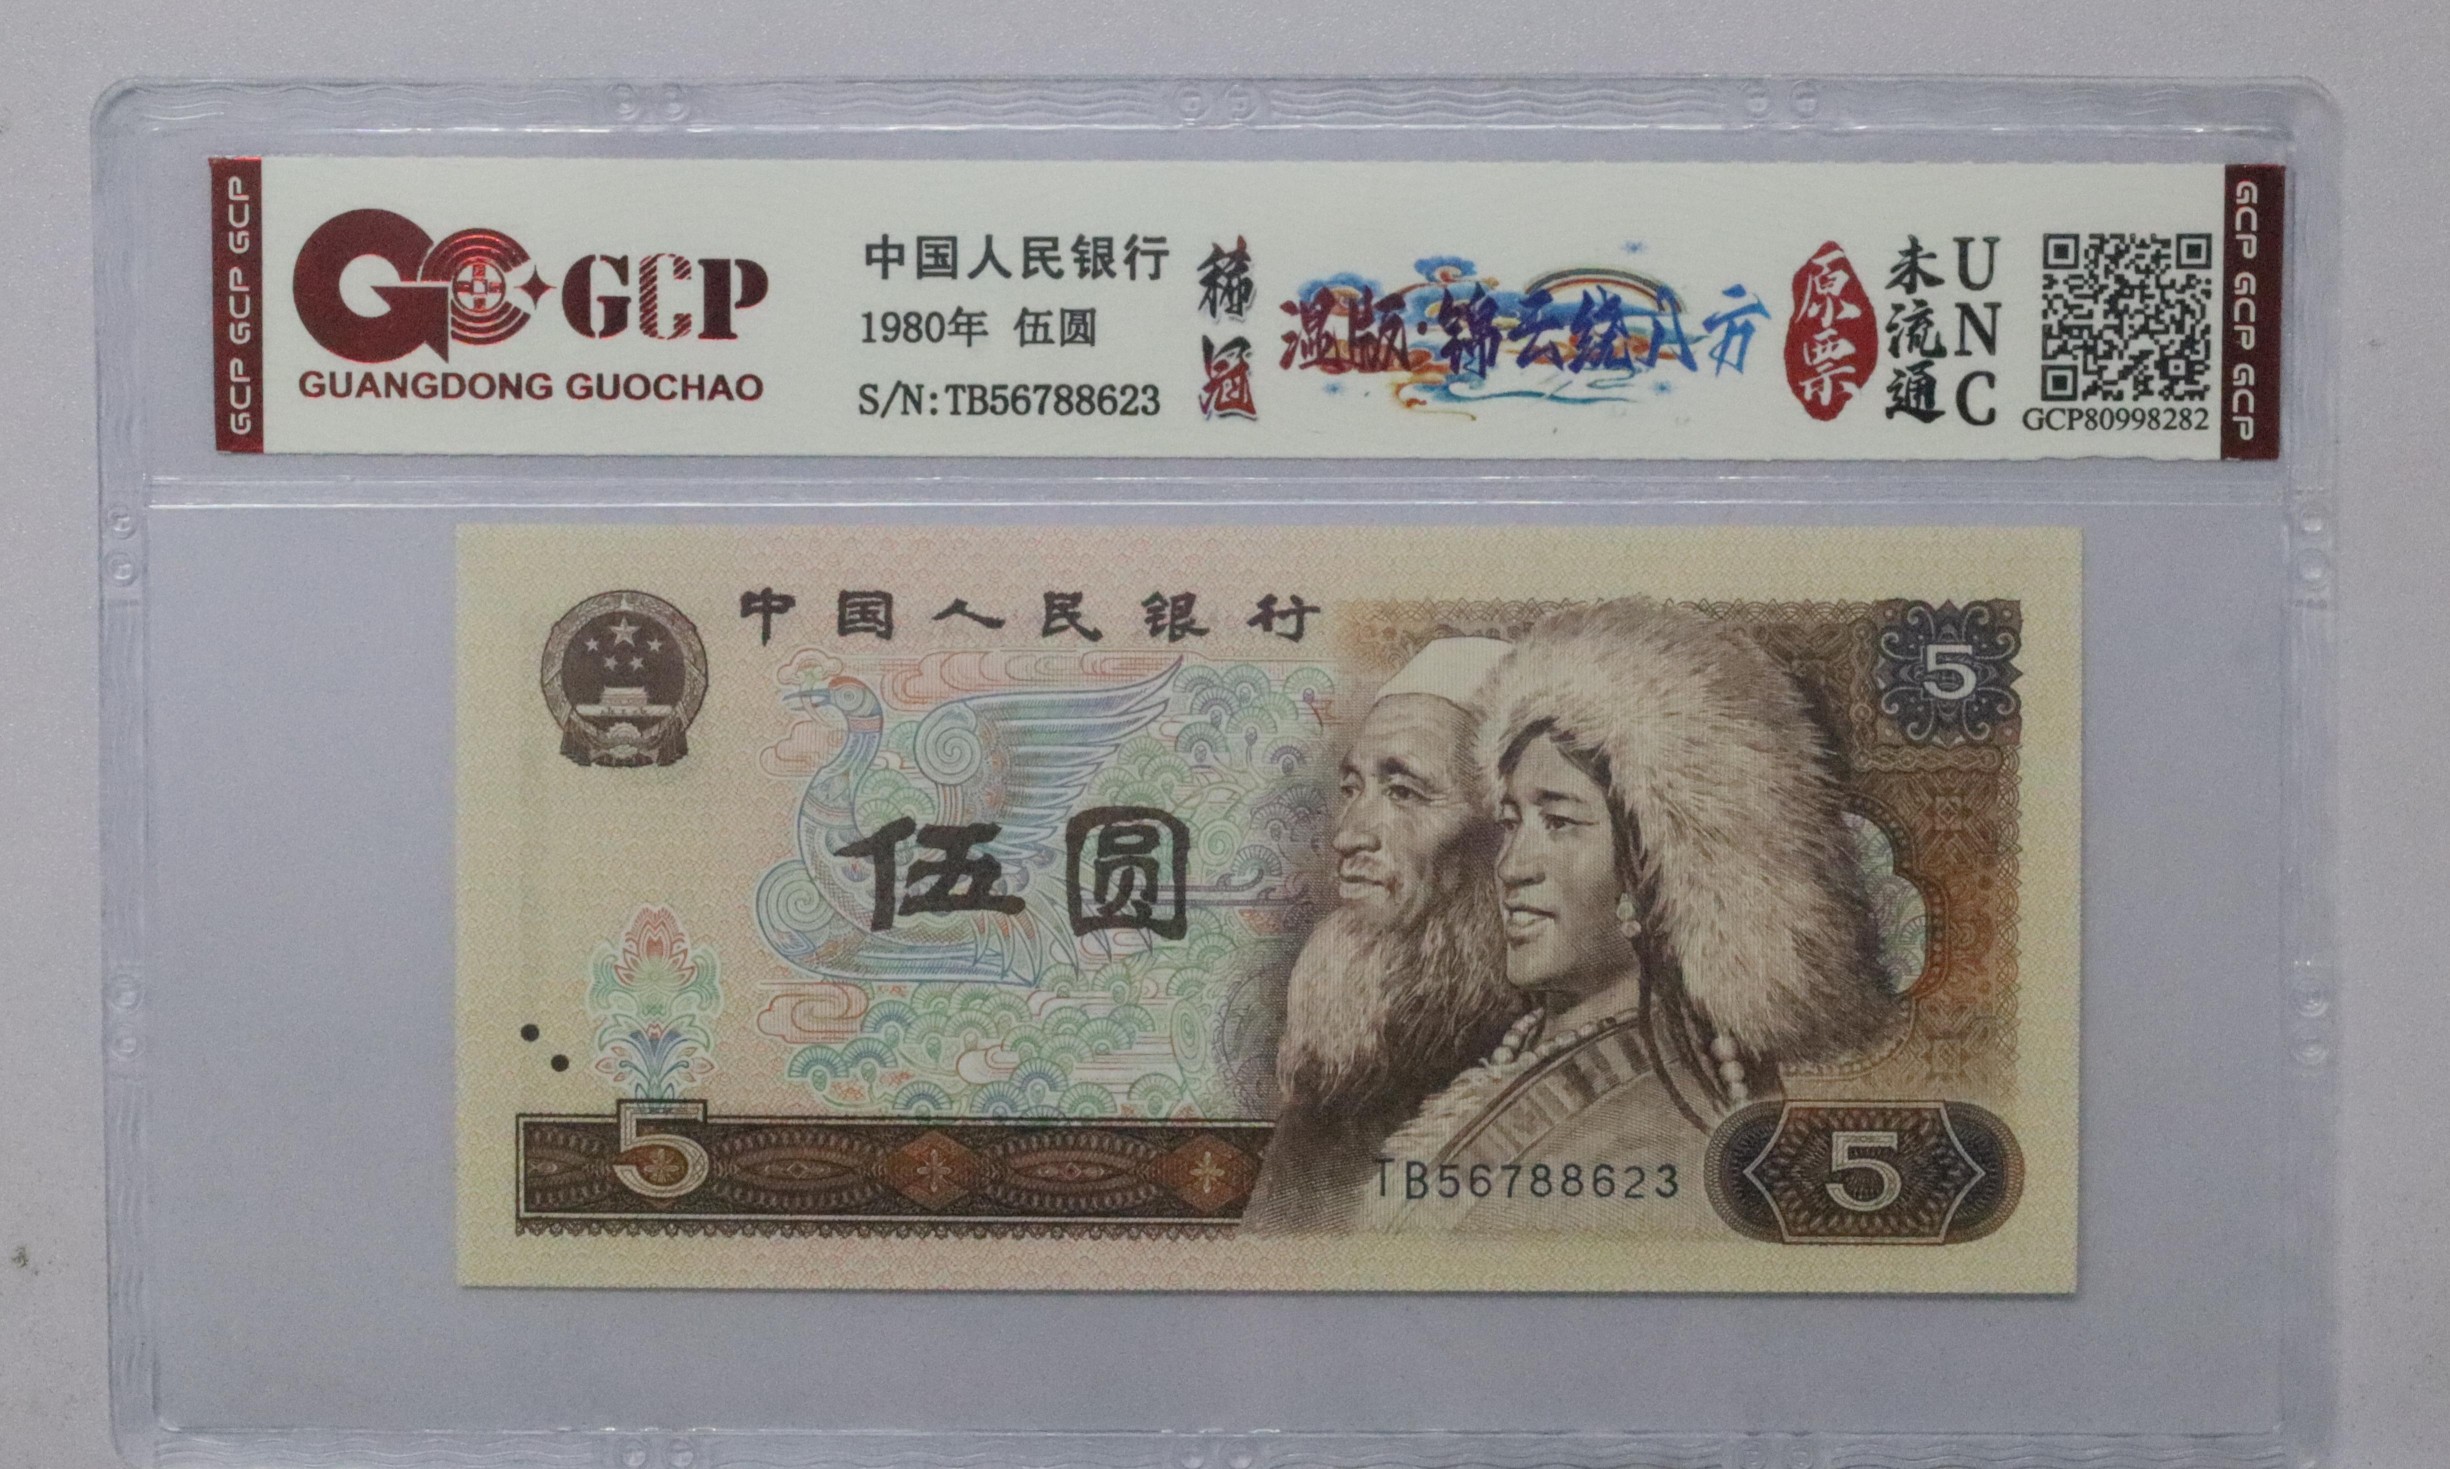 GCP GCP GCP
GCP
GUANGDONG GUOCHAO
中国人民银行
1980年 伍圆
S/N:TB56788623
稀冠
温版·锦云绕八方
原票
未流通
UNC
GCP80998282
GCP GCP GCP
中国人民银行
5
伍圆
5
TB56788623
5